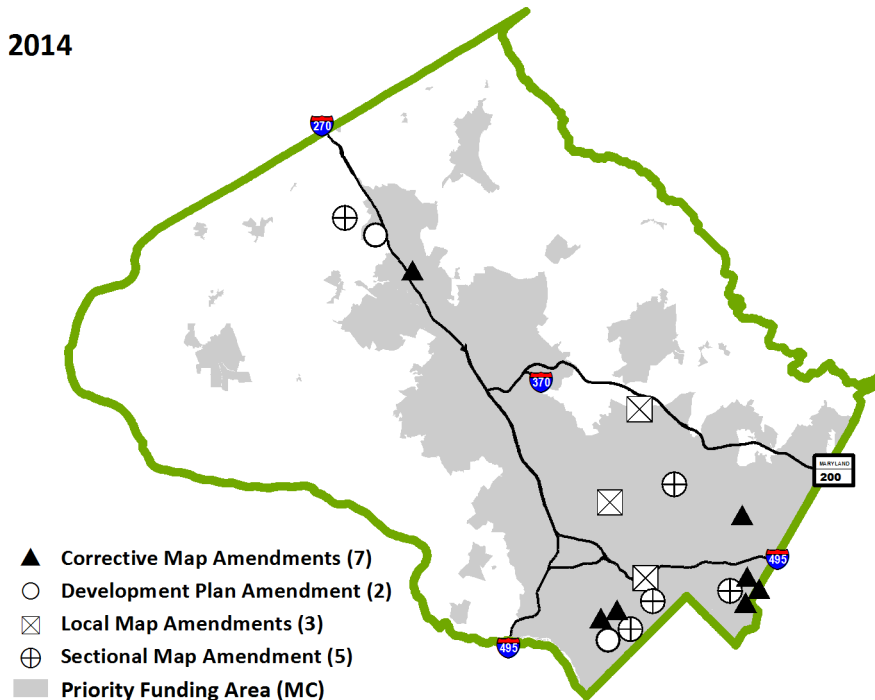 2014
270
370
MARYLAND
200
495
Corrective Map Amendments (7)
Development Plan Amendment (2)
Local Map Amendments (3)
Sectional Map Amendment (5)
495
Priority Funding Area (MC)